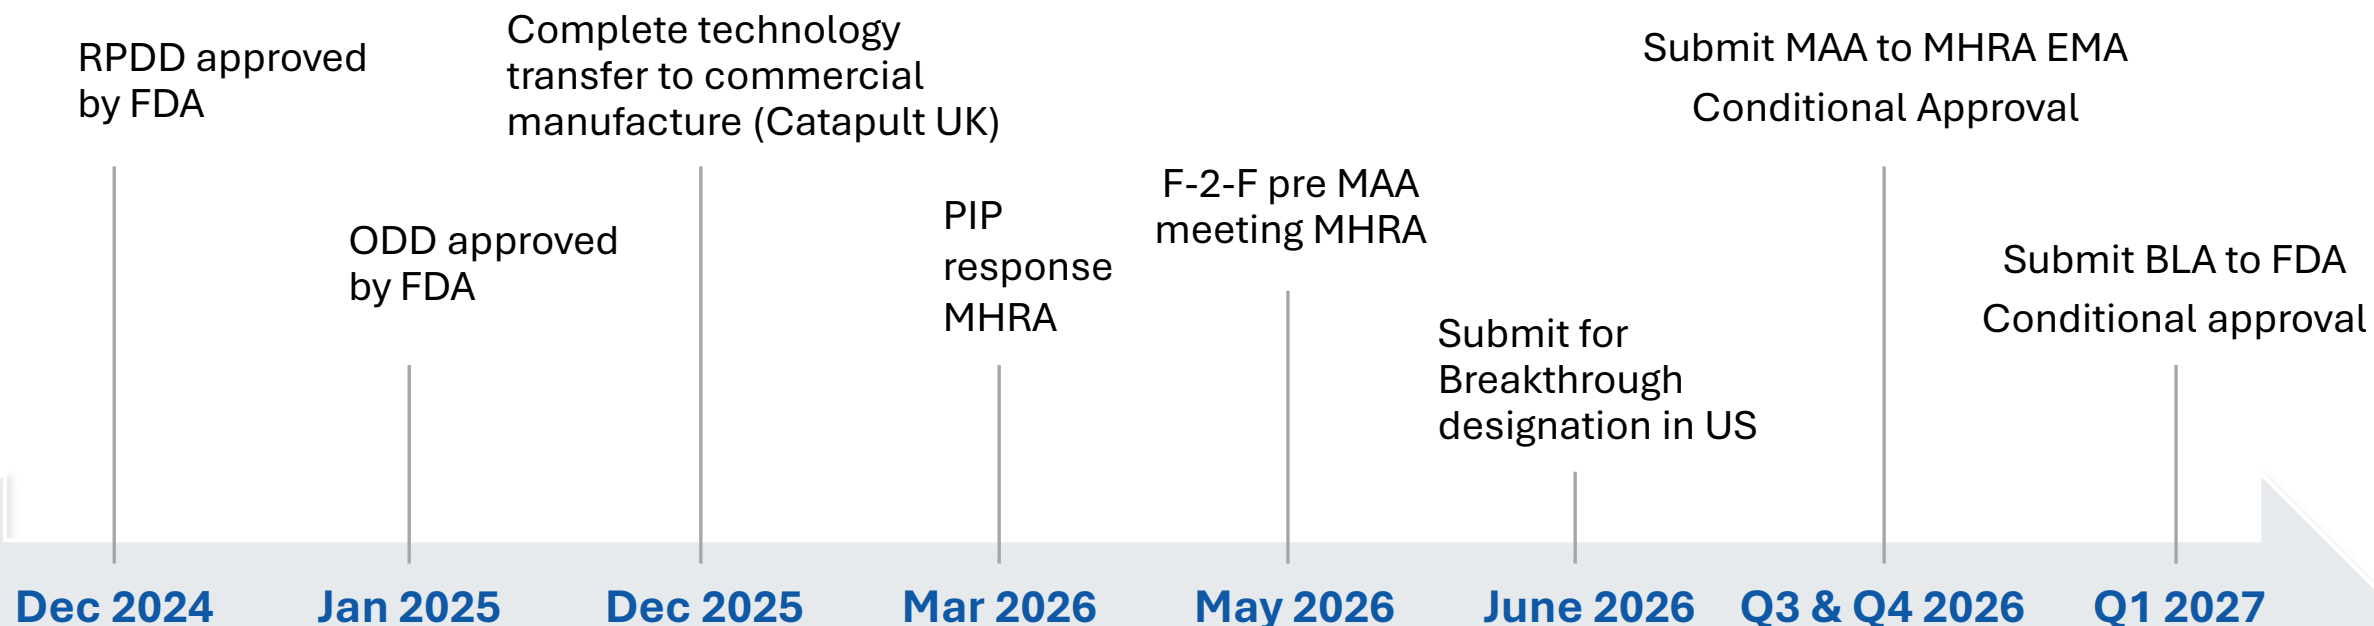 RPDD approved
by FDA
ODD approved
by FDA
Complete technology
transfer to commercial
manufacture (Catapult UK)
PIP
response
MHRA
F-2-F pre MAA
meeting MHRA
Submit for
Breakthrough
designation in US
Submit MAA to MHRA EMA
Conditional Approval
Submit BLA to FDA
Conditional approval
Dec 2024
Jan 2025
Dec 2025
Mar 2026
May 2026
June 2026
Q3 & Q4 2026
Q1 2027